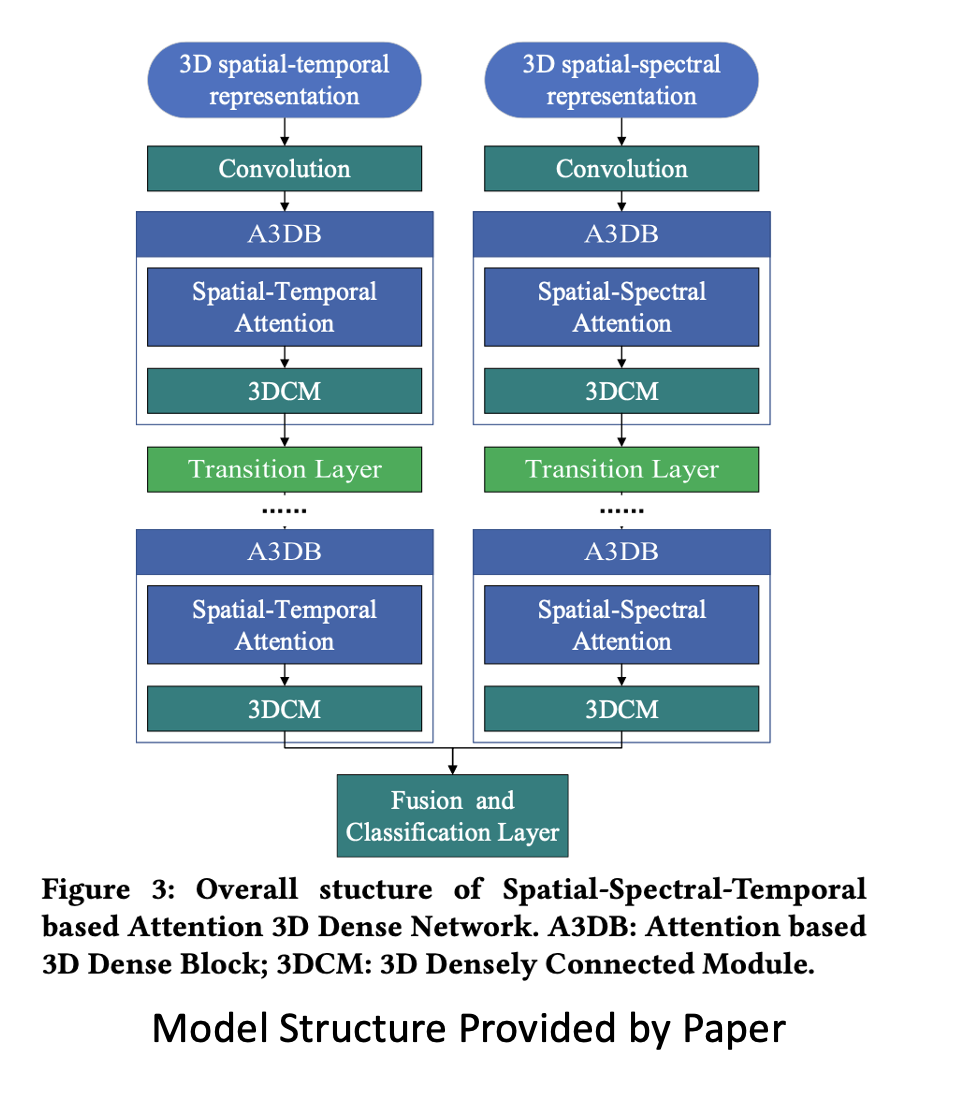 3D spatial-temporal
representation
3D spatial-spectral
representation
Convolution
Convolution
A3DB
A3DB
Spatial-Temporal
Attention
Spatial-Spectral
Attention
3DCM
3DCM
Transition Layer
Transition Layer
......
......
A3DB
A3DB
Spatial-Temporal
Attention
Spatial-Spectral
Attention
3DCM
3DCM
Fusion and
Classification Layer
Figure 3: Overall stucture of Spatial-Spectral-Temporal
based Attention 3D Dense Network. A3DB: Attention based
3D Dense Block; 3DCM: 3D Densely Connected Module.
Model Structure Provided by Paper